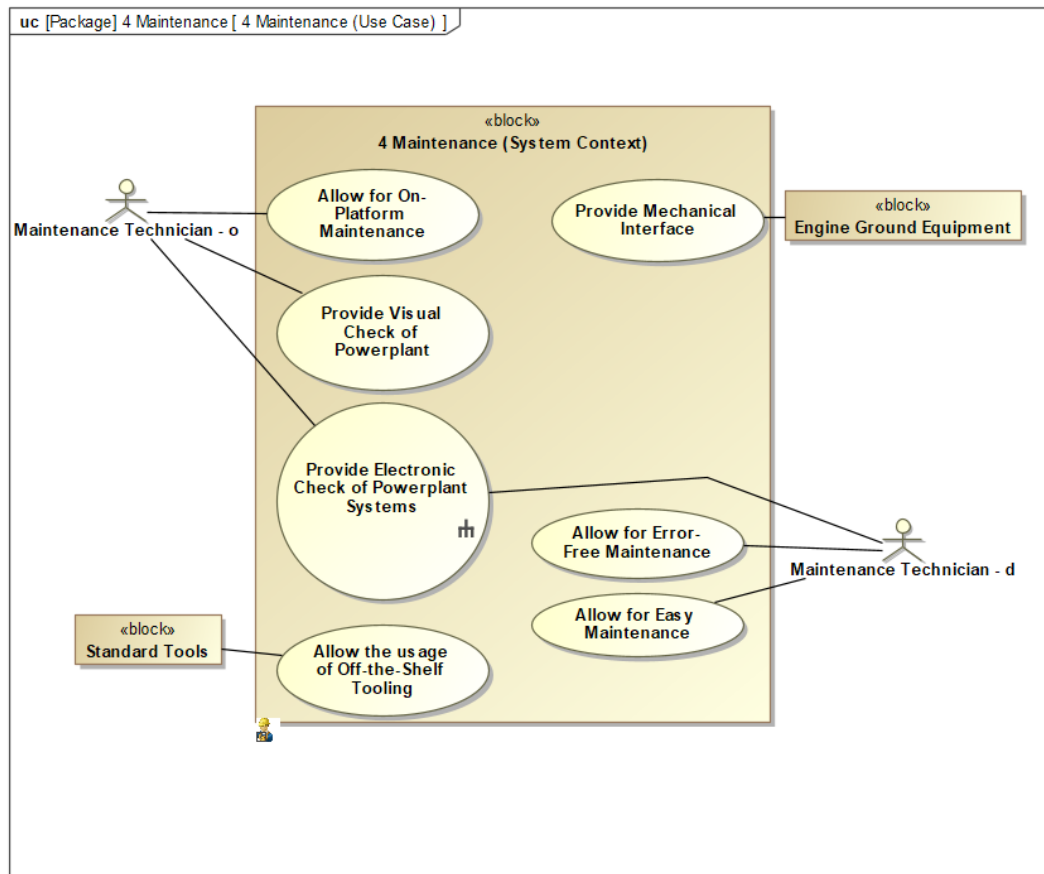 uc [Package] 4 Maintenance [ 4 Maintenance (Use Case) ]
«block»
4 Maintenance (System Context)
Maintenance Technician - o
Allow for On-
Platform
Maintenance
Provide Mechanical
Interface
«block»
Engine Ground Equipment
Provide Visual
Check of
Powerplant
Provide Electronic
Check of Powerplant
Systems
Allow for Error-
Free Maintenance
Maintenance Technician - d
Allow for Easy
Maintenance
«block»
Standard Tools
Allow the usage
of Off-the-Shelf
Tooling